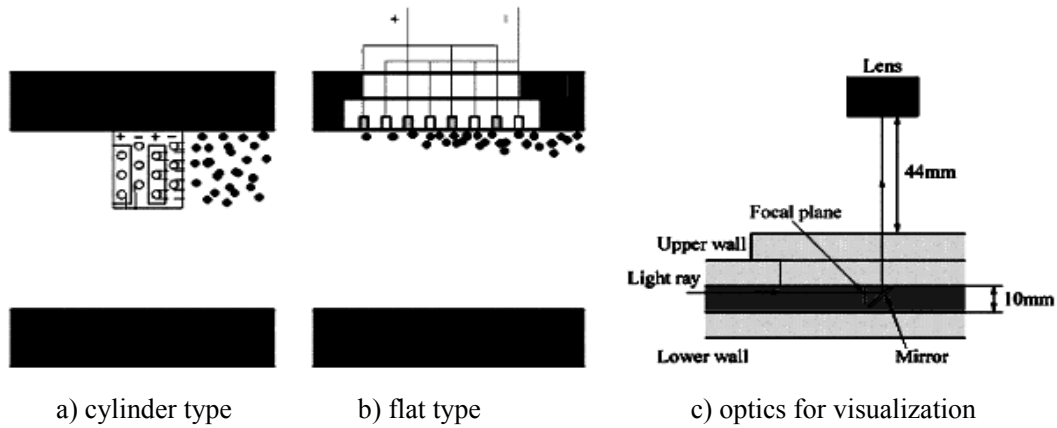 + −
+ − + −
Lens
44mm
Focal plane
Upper wall
Light ray
10mm
Lower wall
Mirror
a) cylinder type b) flat type c) optics for visualization